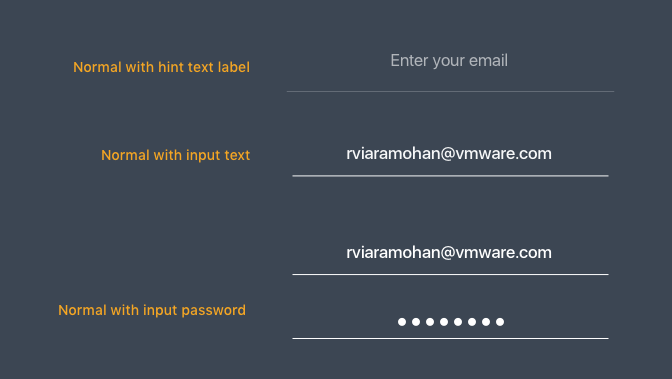 Normal with hint text label
Enter your email
Normal with input text
rviaramohan@vmware.com
rviaramohan@vmware.com
Normal with input password